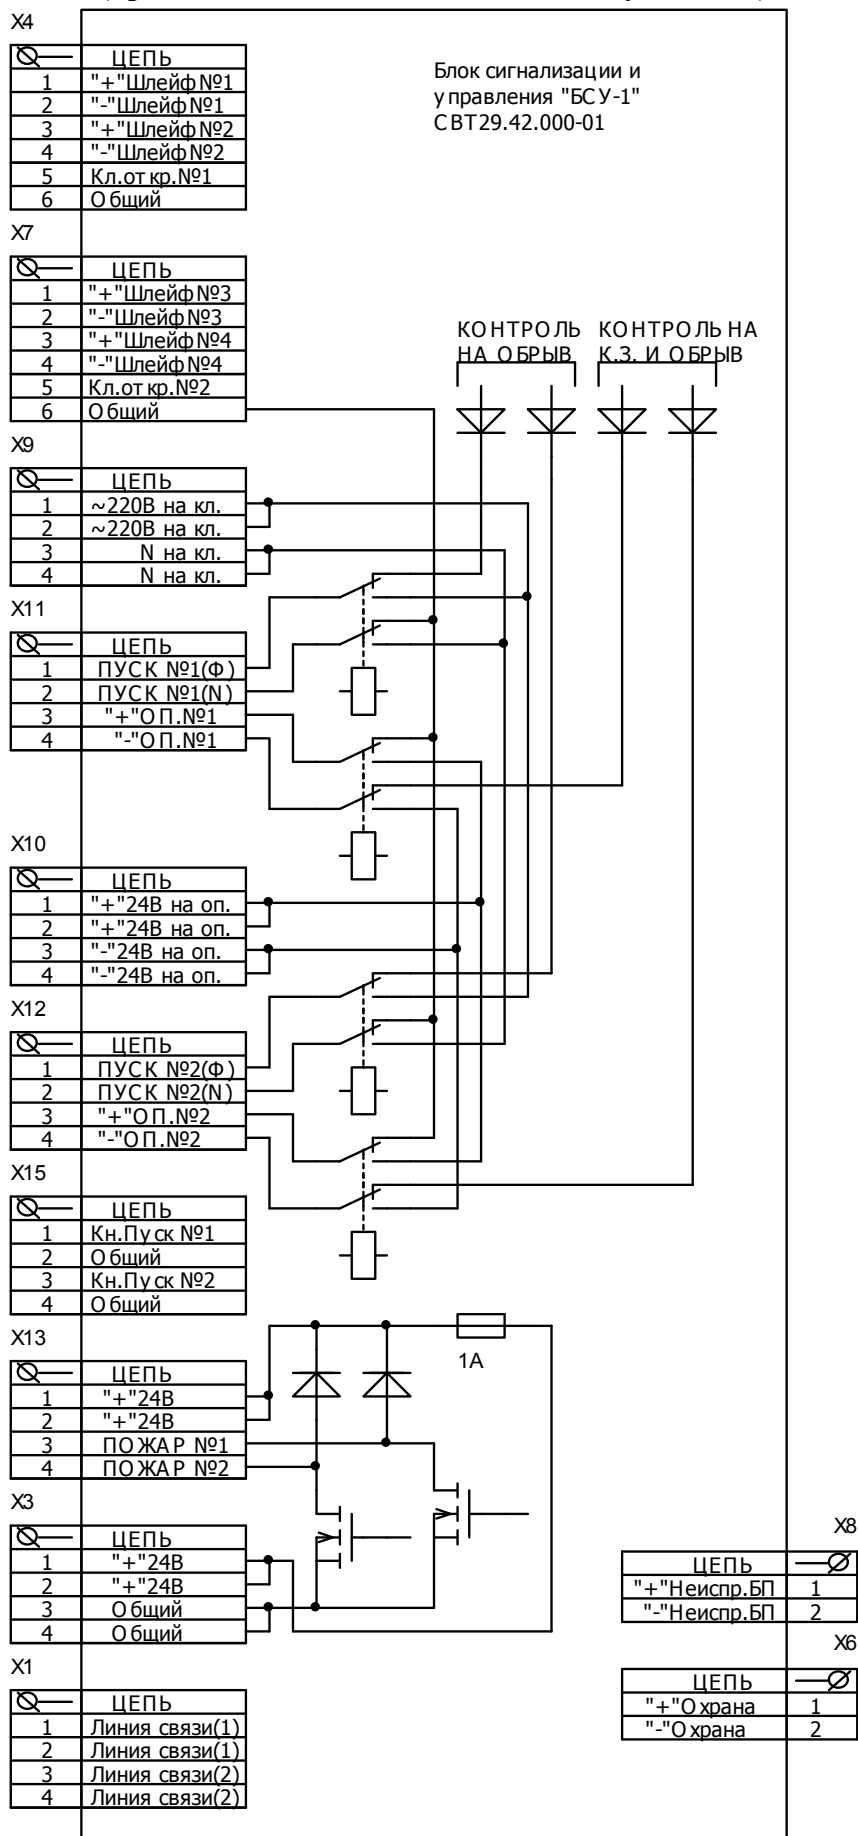 X4
ЦЕПЬ
1 "+"Шлейф№1
2 "-"Шлейф№1
3 "+"Шлейф№2
4 "-"Шлейф№2
5 Кл.откр.№1
6 Общий
Блок сигнализации и
управления "БСУ-1"
СВТ29.42.000-01
X7
ЦЕПЬ
1 "+"Шлейф№3
2 "-"Шлейф№3
3 "+"Шлейф№4
4 "-"Шлейф№4
5 Кл.откр.№2
6 Общий
КОНТРОЛЬ
НА ОБРЫВ
КОНТРОЛЬ НА
К.З. И ОБРЫВ
X9
ЦЕПЬ
1 ~220В на кл.
2 ~220В на кл.
3 N на кл.
4 N на кл.
X11
ЦЕПЬ
1 ПУСК №1(Ф)
2 ПУСК №1(N)
3 "+"ОП.№1
4 "-"ОП.№1
X10
ЦЕПЬ
1 "+"24В на оп.
2 "+"24В на оп.
3 "-"24В на оп.
4 "-"24В на оп.
X12
ЦЕПЬ
1 ПУСК №2(Ф)
2 ПУСК №2(N)
3 "+"ОП.№2
4 "-"ОП.№2
X15
ЦЕПЬ
1 Кн.Пуск №1
2 Общий
3 Кн.Пуск №2
4 Общий
X13
ЦЕПЬ
1 "+"24В
2 "+"24В
3 ПОЖАР №1
4 ПОЖАР №2
1А
X3
ЦЕПЬ
1 "+"24В
2 "+"24В
3 Общий
4 Общий
X8
ЦЕПЬ
"+"Неиспр.БП 1
"-"Неиспр.БП 2
X6
ЦЕПЬ
"+"Охрана 1
"-"Охрана 2
X1
ЦЕПЬ
1 Линия связи(1)
2 Линия связи(1)
3 Линия связи(2)
4 Линия связи(2)